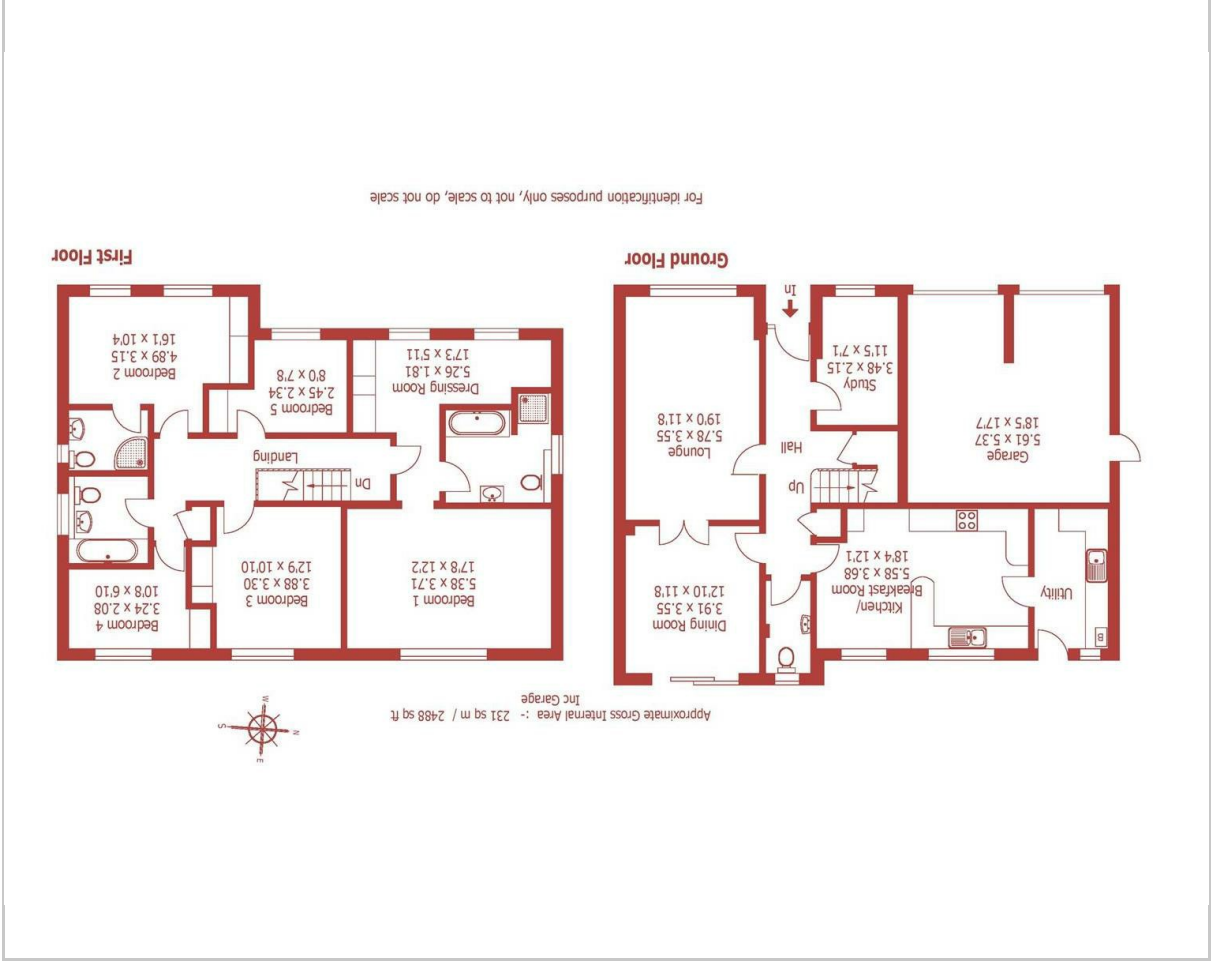 E
N
S
W
Approximate Gross Internal Area :- 231 sq m / 2488 sq ft
Inc Garage
B
Utility
Kitchen/
Breakfast Room
5.58 x 3.68
18'4 x 12'1
Dining Room
3.91 x 3.55
12'10 x 11'8
Garage
5.61 x 5.37
18'5 x 17'7
Up
Hall
Lounge
5.78 x 3.55
19'0 x 11'8
Study
3.48 x 2.15
11'5 x 7'1
In
Ground Floor
Bedroom 1
5.38 x 3.71
17'8 x 12'2
Bedroom 3
3.88 x 3.30
12'9 x 10'10
Bedroom 4
3.24 x 2.08
10'8 x 6'10
Dn
Landing
Dressing Room
5.26 x 1.81
17'3 x 5'11
Bedroom 5
2.45 x 2.34
8'0 x 7'8
Bedroom 2
4.89 x 3.15
16'1 x 10'4
First Floor
For identification purposes only, not to scale, do not scale